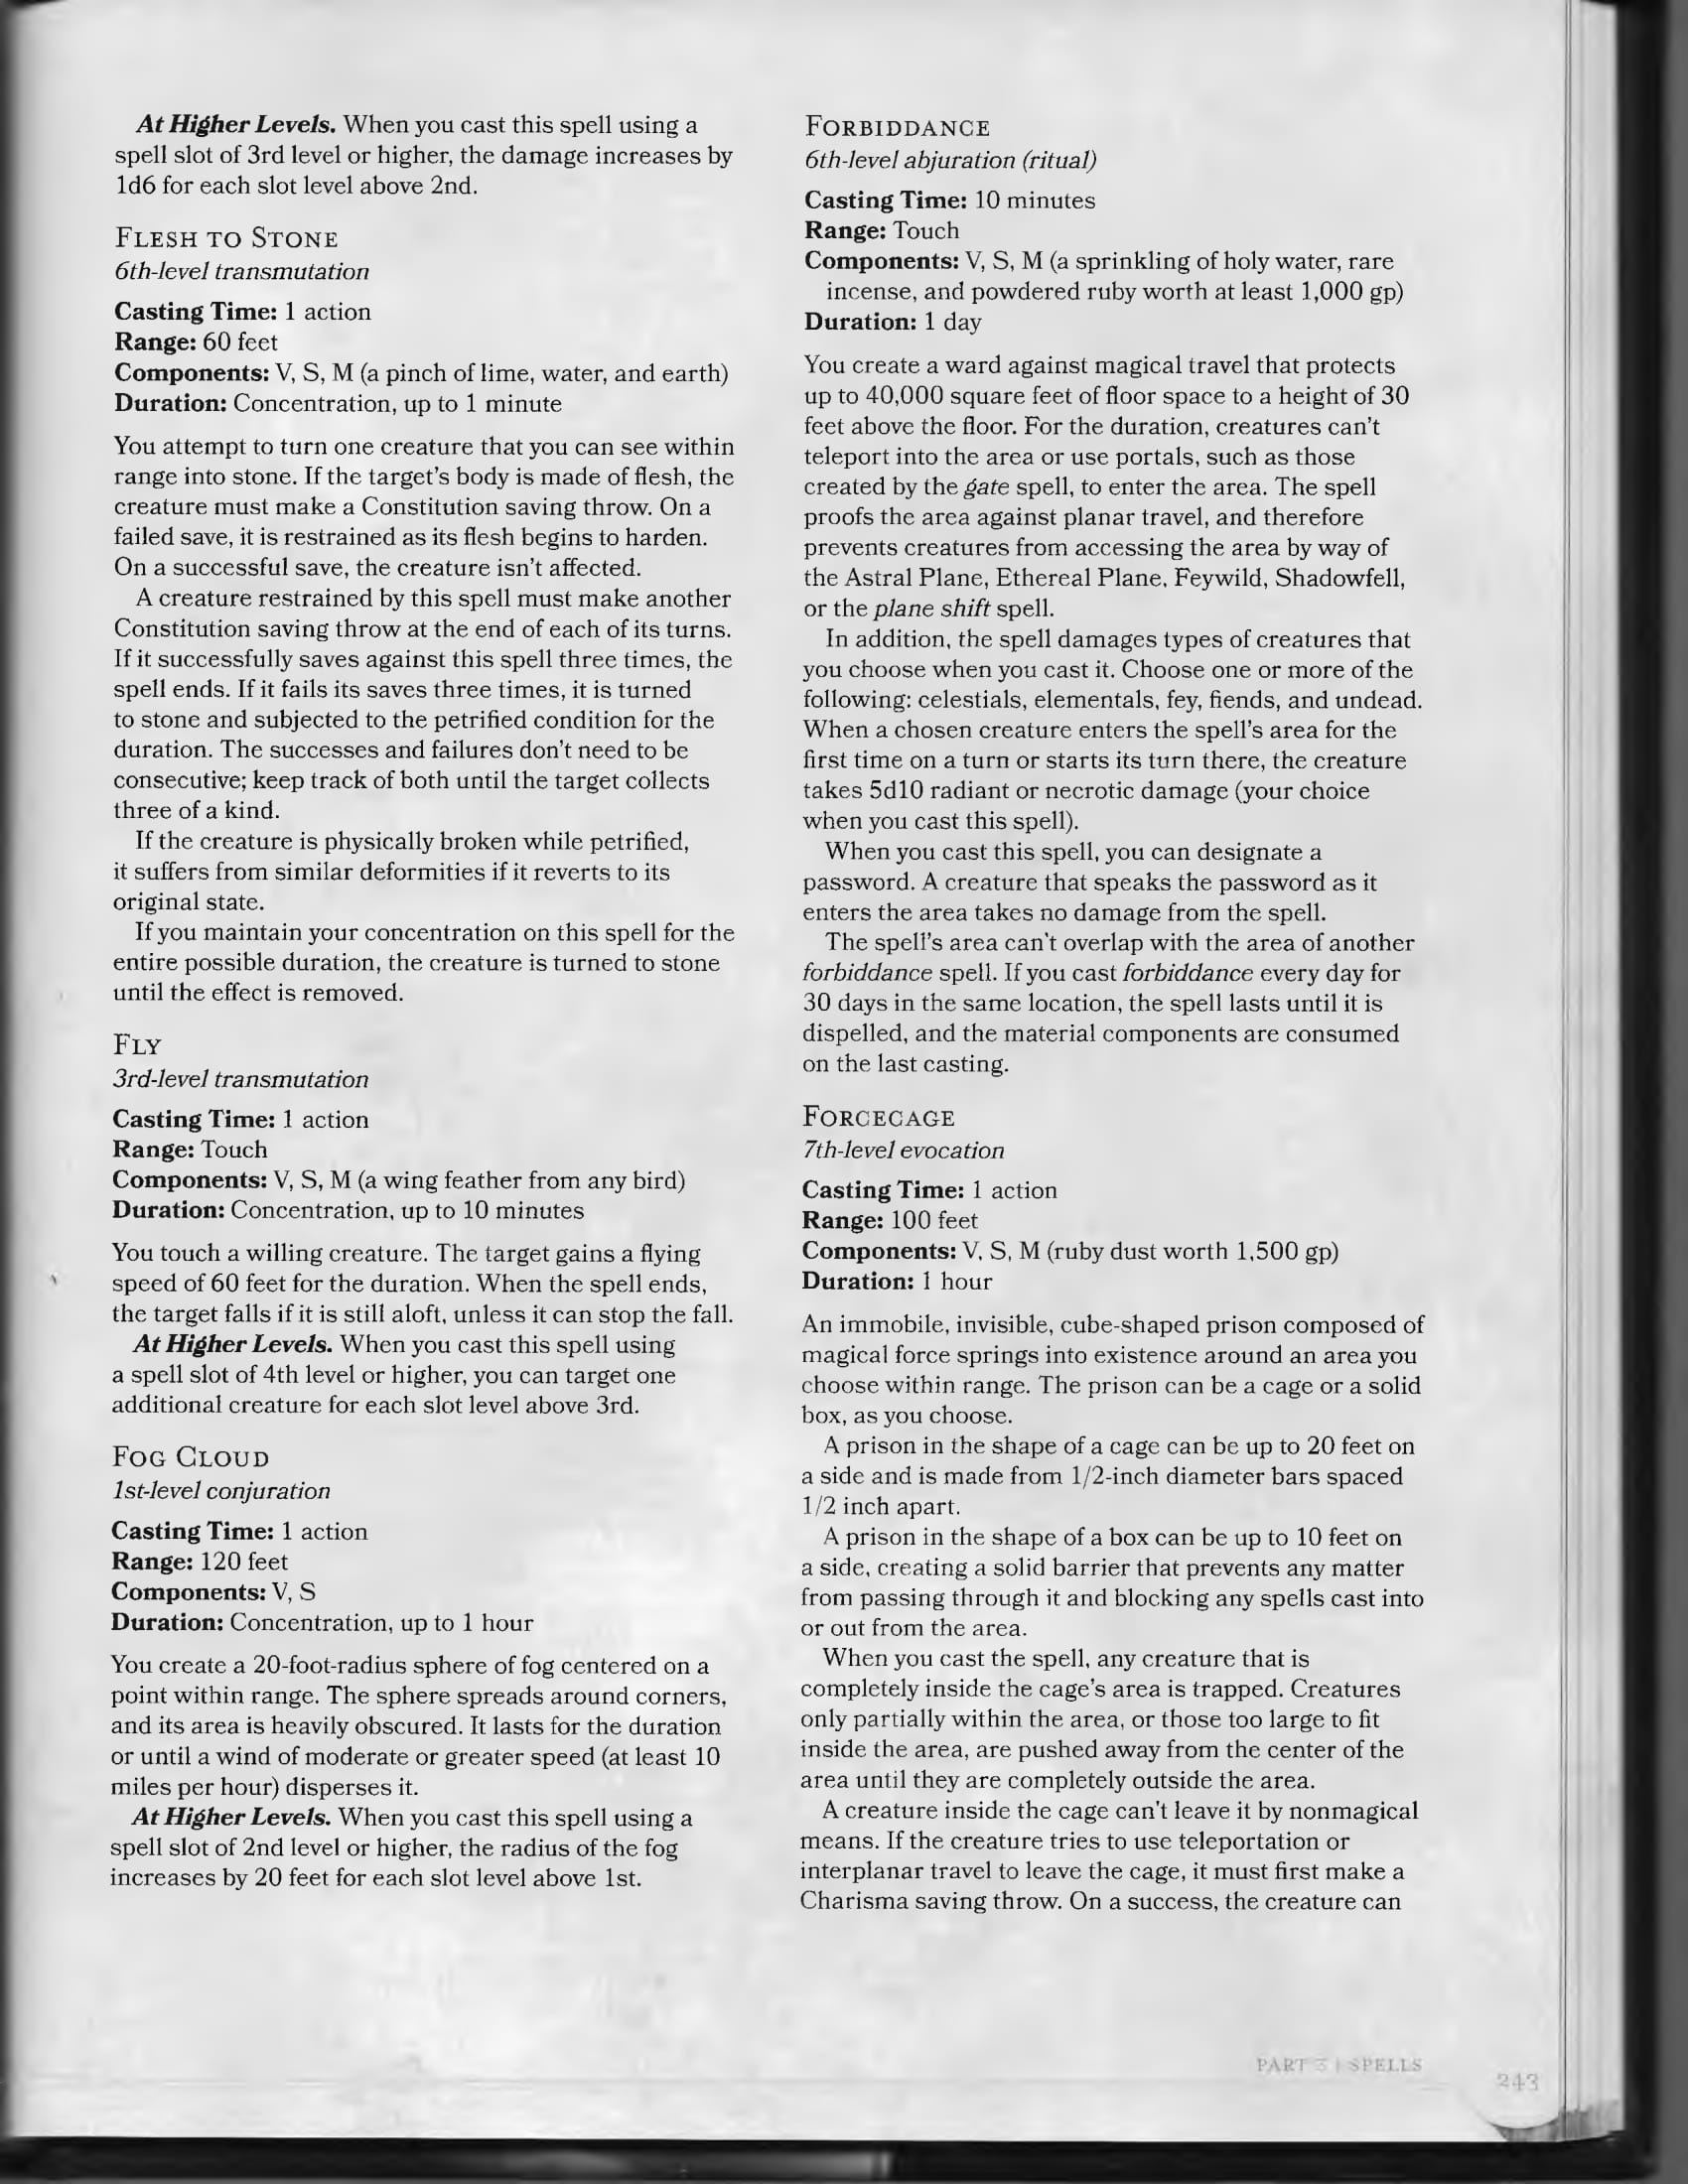 At Higher Levels. When you cast this spell using a
spell slot of 3rd level or higher, the damage increases by
1d6 for each slot level above 2nd.
FLESH TO STONE
6th-level transmutation
Casting Time: 1 action
Range: 60 feet
Components: V, S, M (a pinch of lime, water, and earth)
Duration: Concentration, up to 1 minute
You attempt to turn one creature that you can see within
range into stone. If the target's body is made of flesh, the
creature must make a Constitution saving throw. On a
failed save, it is restrained as its flesh begins to harden.
On a successful save, the creature isn't affected.
A creature restrained by this spell must make another
Constitution saving throw at the end of each of its turns.
If it successfully saves against this spell three times, the
spell ends. If it fails its saves three times, it is turned
to stone and subjected to the petrified condition for the
duration. The successes and failures don't need to be
consecutive; keep track of both until the target collects
three of a kind.
If the creature is physically broken while petrified,
it suffers from similar deformities if it reverts to its
original state.
If you maintain your concentration on this spell for the
entire possible duration, the creature is turned to stone
until the effect is removed.
FLY
3rd-level transmutation
Casting Time: 1 action
Range: Touch
Components: V, S, M (a wing feather from any bird)
Duration: Concentration, up to 10 minutes
You touch a willing creature. The target gains a flying
speed of 60 feet for the duration. When the spell ends,
the target falls if it is still aloft, unless it can stop the fall.
At Higher Levels. When you cast this spell using
a spell slot of 4th level or higher, you can target one
additional creature for each slot level above 3rd.
FOG CLOUD
1st-level conjuration
Casting Time: 1 action
Range: 120 feet
Components: V, S
Duration: Concentration, up to 1 hour
You create a 20-foot-radius sphere of fog centered on a
point within range. The sphere spreads around corners,
and its area is heavily obscured. It lasts for the duration
or until a wind of moderate or greater speed (at least 10
miles per hour) disperses it.
At Higher Levels. When you cast this spell using a
spell slot of 2nd level or higher, the radius of the fog
increases by 20 feet for each slot level above 1st.
FORBIDDANCE
6th-level abjuration (ritual)
Casting Time: 10 minutes
Range: Touch
Components: V, S, M (a sprinkling of holy water, rare
incense, and powdered ruby worth at least 1,000 gp)
Duration: 1 day
You create a ward against magical travel that protects
up to 40,000 square feet of floor space to a height of 30
feet above the floor. For the duration, creatures can't
teleport into the area or use portals, such as those
created by the gate spell, to enter the area. The spell
proofs the area against planar travel, and therefore
prevents creatures from accessing the area by way of
the Astral Plane, Ethereal Plane, Feywild, Shadowfell,
or the plane shift spell.
In addition, the spell damages types of creatures that
you choose when you cast it. Choose one or more of the
following: celestials, elementals, fey, fiends, and undead.
When a chosen creature enters the spell's area for the
first time on a turn or starts its turn there, the creature
takes 5d10 radiant or necrotic damage (your choice
when you cast this spell).
When you cast this spell, you can designate a
password. A creature that speaks the password as it
enters the area takes no damage from the spell.
The spell's area can't overlap with the area of another
forbiddance spell. If you cast forbiddance every day for
30 days in the same location, the spell lasts until it is
dispelled, and the material components are consumed
on the last casting.
FORCECAGE
7th-level evocation
Casting Time: 1 action
Range: 100 feet
Components: V, S, M (ruby dust worth 1,500 gp)
Duration: 1 hour
An immobile, invisible, cube-shaped prison composed of
magical force springs into existence around an area you
choose within range. The prison can be a cage or a solid
box, as you choose.
A prison in the shape of a cage can be up to 20 feet on
a side and is made from 1/2-inch diameter bars spaced
1/2 inch apart.
A prison in the shape of a box can be up to 10 feet on
a side, creating a solid barrier that prevents any matter
from passing through it and blocking any spells cast into
or out from the area.
When you cast the spell, any creature that is
completely inside the cage's area is trapped. Creatures
only partially within the area, or those too large to fit
inside the area, are pushed away from the center of the
area until they are completely outside the area.
A creature inside the cage can't leave it by nonmagical
means. If the creature tries to use teleportation or
interplanar travel to leave the cage, it must first make a
Charisma saving throw. On a success, the creature can
PART 3 | SPELLS
243